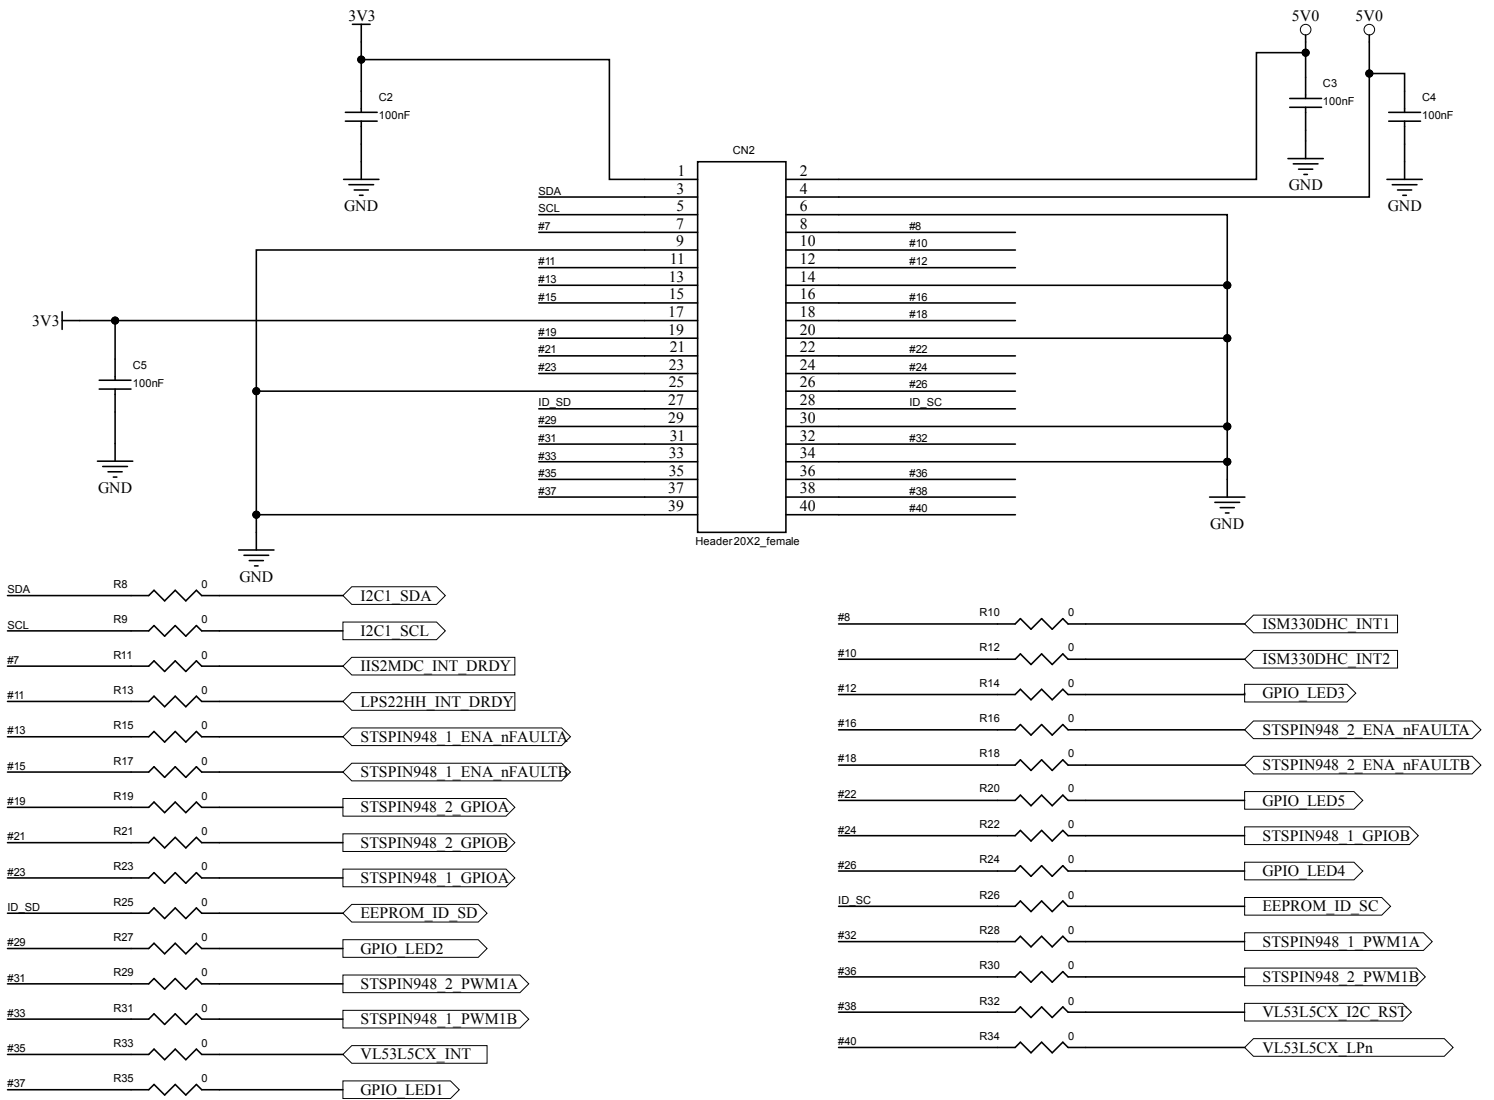 3V3
5V0 5V0
C2
100nF
C3
100nF
C4
100nF
GND
GND
GND
CN2
1 2
SDA 3 4
SCL 5 6
#7 7 8 #8
9 10 #10
#11 11 12 #12
#13 13 14
#15 15 16 #16
3V3 17 18 #18
#19 19 20
#21 21 22 #22
#23 23 24 #24
25 26 #26
ID_SD 27 28 ID_SC
#29 29 30
#31 31 32 #32
#33 33 34
#35 35 36 #36
#37 37 38 #38
39 40 #40
C5
100nF
GND
GND
GND
Header20X2_female
SDA R8 0 I2C1_SDA
SCL R9 0 I2C1_SCL
#7 R11 0 IIS2MDC_INT_DRDY
#11 R13 0 LPS22HH_INT_DRDY
#13 R15 0 STSPIN948_1_ENA_nFAULTA
#15 R17 0 STSPIN948_1_ENA_nFAULTB
#19 R19 0 STSPIN948_2_GPIOA
#21 R21 0 STSPIN948_2_GPIOB
#23 R23 0 STSPIN948_1_GPIOA
ID_SD R25 0 EEPROM_ID_SD
#29 R27 0 GPIO_LED2
#31 R29 0 STSPIN948_2_PWM1A
#33 R31 0 STSPIN948_1_PWM1B
#35 R33 0 VL53L5CX_INT
#37 R35 0 GPIO_LED1
#8 R10 0 ISM330DHC_INT1
#10 R12 0 ISM330DHC_INT2
#12 R14 0 GPIO_LED3
#16 R16 0 STSPIN948_2_ENA_nFAULTA
#18 R18 0 STSPIN948_2_ENA_nFAULTB
#22 R20 0 GPIO_LED5
#24 R22 0 STSPIN948_1_GPIOB
#26 R24 0 GPIO_LED4
ID_SC R26 0 EEPROM_ID_SC
#32 R28 0 STSPIN948_1_PWM1A
#36 R30 0 STSPIN948_2_PWM1B
#38 R32 0 VL53L5CX_I2C_RST
#40 R34 0 VL53L5CX_LPn